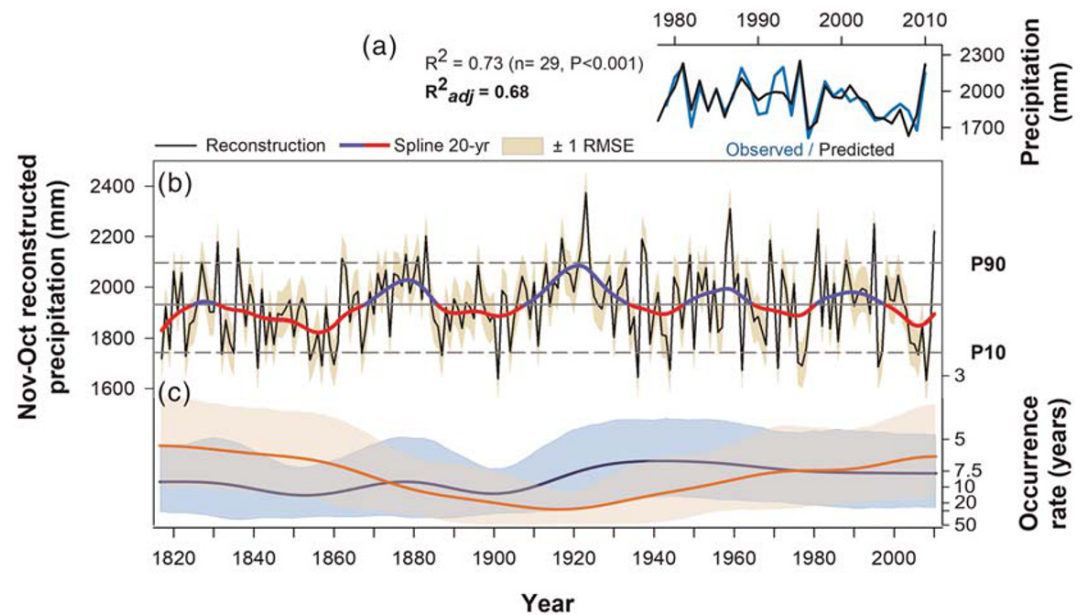 1980 1990 2000 2010
(a)
R² = 0.73 (n= 29, P<0.001)
R²adj = 0.68
2300
2000
1700
Precipitation
(mm)
Observed / Predicted
Reconstruction Spline 20-yr ± 1 RMSE
(b)
Nov-Oct reconstructed
precipitation (mm)
2400
2200
2000
1800
1600
P90
P10
(c)
3
5
7.5
10
20
50
Occurrence
rate (years)
1820 1840 1860 1880 1900 1920 1940 1960 1980 2000
Year